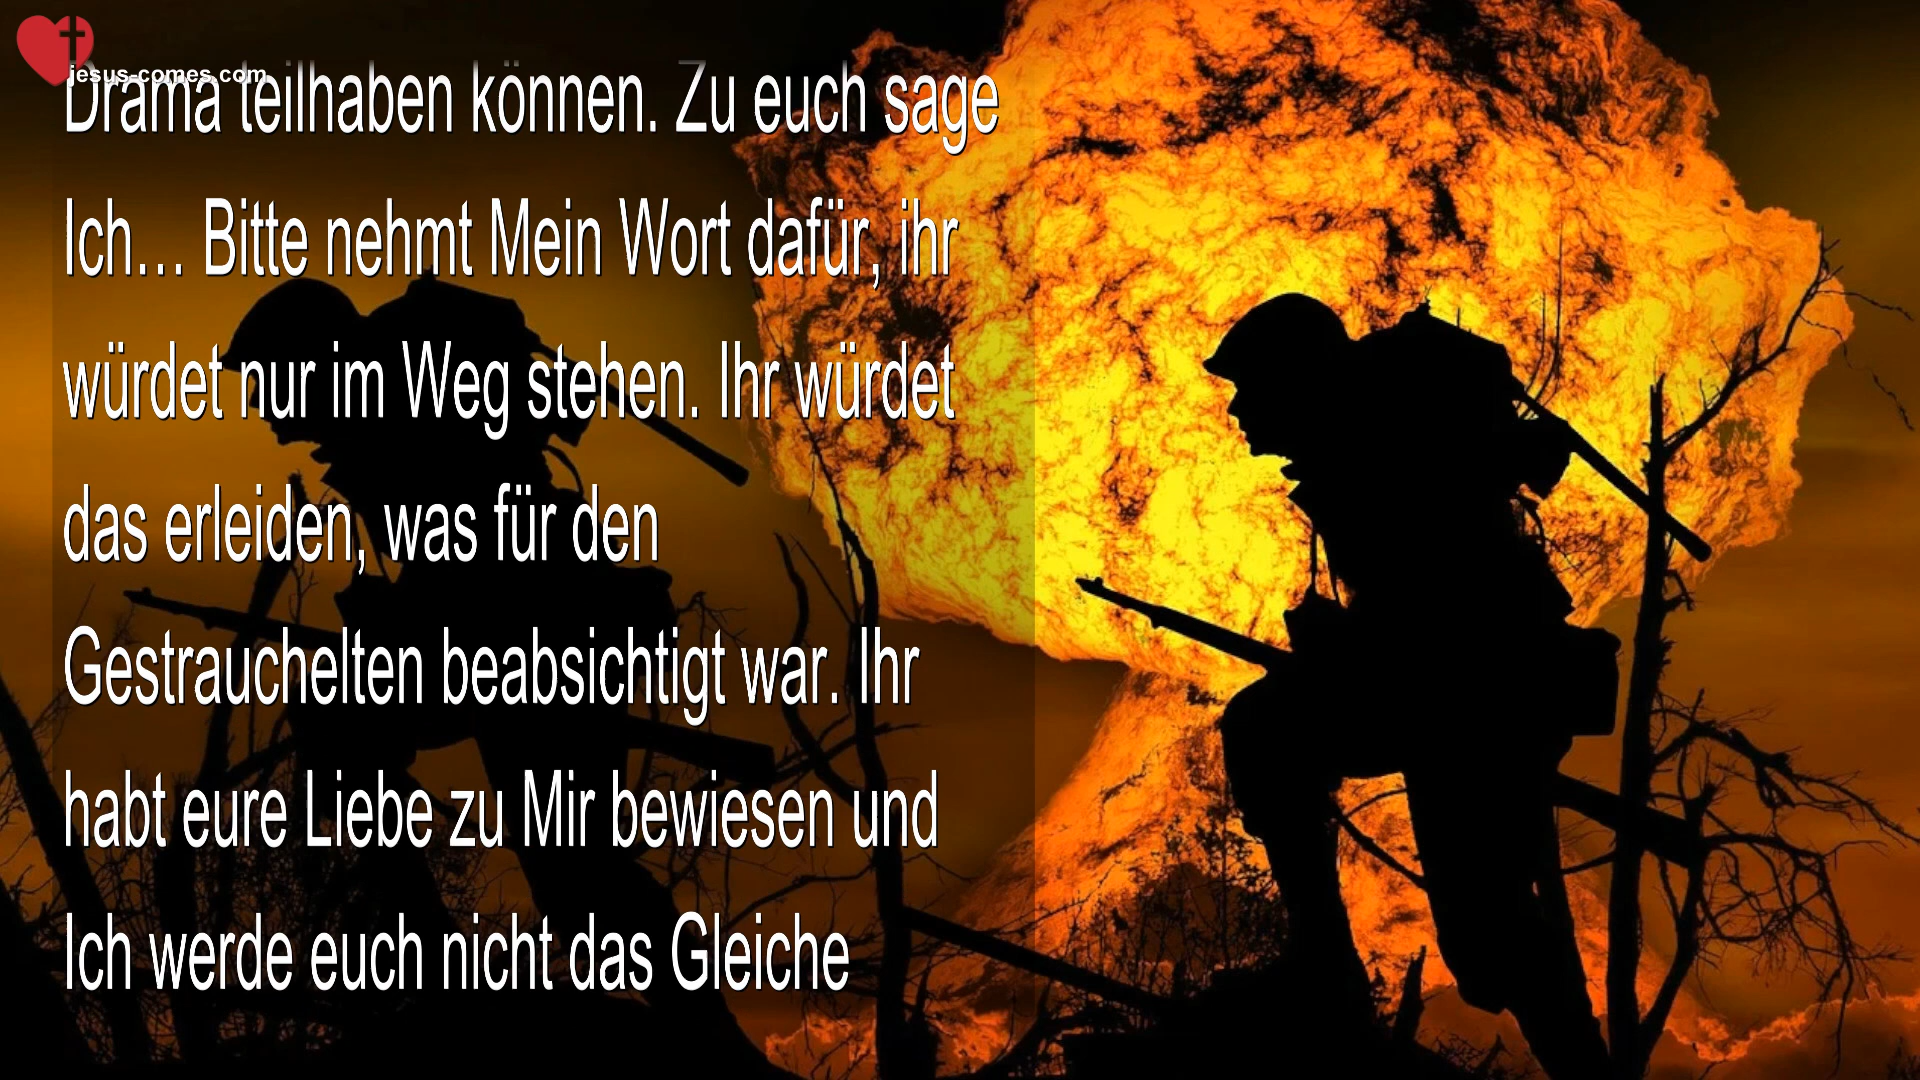 jesus-comes.com
Drama teilhaben können. Zu euch sage
Ich... Bitte nehmt Mein Wort dafür, ihr
würdet nur im Weg stehen. Ihr würdet
das erleiden, was für den
Gestrauchelten beabsichtigt war. Ihr
habt eure Liebe zu Mir bewiesen und
Ich werde euch nicht das Gleiche